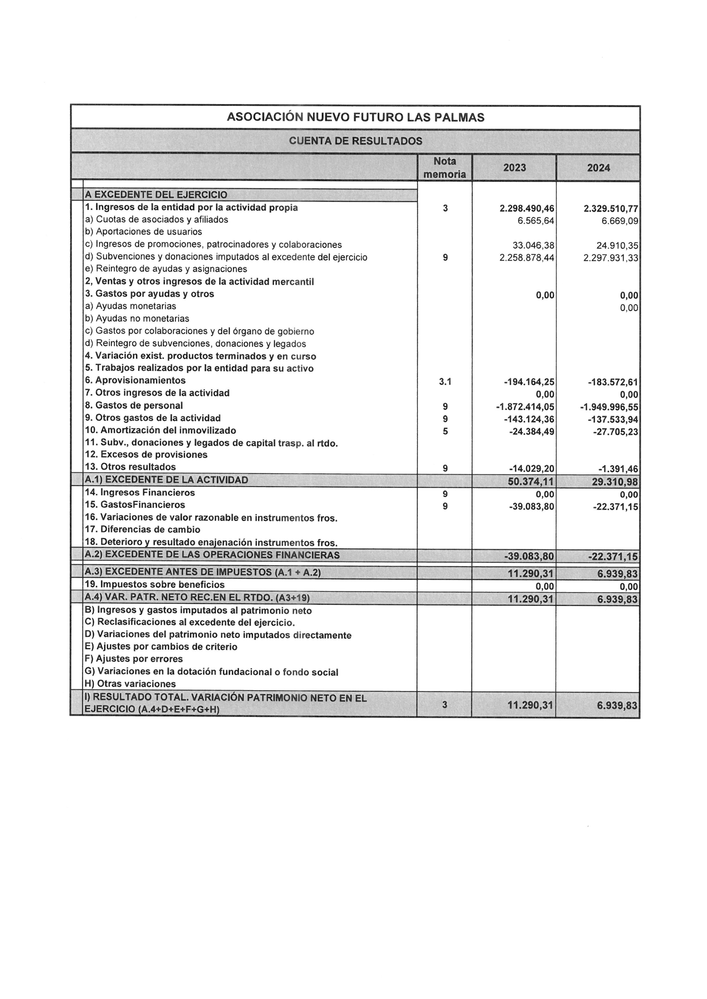 ASOCIACIÓN NUEVO FUTURO LAS PALMAS
CUENTA DE RESULTADOS
Nota memoria 2023 2024
A EXCEDENTE DEL EJERCICIO
1. Ingresos de la entidad por la actividad propia 3 2.298.490,46 2.329.510,77
a) Cuotas de asociados y afiliados 6.565,64 6.669,09
b) Aportaciones de usuarios
c) Ingresos de promociones, patrocinadores y colaboraciones 33.046,38 24.910,35
d) Subvenciones y donaciones imputados al excedente del ejercicio 9 2.258.878,44 2.297.931,33
e) Reintegro de ayudas y asignaciones
2, Ventas y otros ingresos de la actividad mercantil
3. Gastos por ayudas y otros 0,00 0,00
a) Ayudas monetarias 0,00
b) Ayudas no monetarias
c) Gastos por colaboraciones y del órgano de gobierno
d) Reintegro de subvenciones, donaciones y legados
4. Variación exist. productos terminados y en curso
5. Trabajos realizados por la entidad para su activo
6. Aprovisionamientos 3.1 -194.164,25 -183.572,61
7. Otros ingresos de la actividad 0,00 0,00
8. Gastos de personal 9 -1.872.414,05 -1.949.996,55
9. Otros gastos de la actividad 9 -143.124,36 -137.533,94
10. Amortización del inmovilizado 5 -24.384,49 -27.705,23
11. Subv., donaciones y legados de capital trasp. al rtdo.
12. Excesos de provisiones
13. Otros resultados 9 -14.029,20 -1.391,46
A.1) EXCEDENTE DE LA ACTIVIDAD 50.374,11 29.310,98
14. Ingresos Financieros 9 0,00 0,00
15. GastosFinancieros 9 -39.083,80 -22.371,15
16. Variaciones de valor razonable en instrumentos fros.
17. Diferencias de cambio
18. Deterioro y resultado enajenación instrumentos fros.
A.2) EXCEDENTE DE LAS OPERACIONES FINANCIERAS -39.083,80 -22.371,15
A.3) EXCEDENTE ANTES DE IMPUESTOS (A.1 + A.2) 11.290,31 6.939,83
19. Impuestos sobre beneficios 0,00 0,00
A.4) VAR. PATR. NETO REC.EN EL RTDO. (A3+19) 11.290,31 6.939,83
B) Ingresos y gastos imputados al patrimonio neto
C) Reclasificaciones al excedente del ejercicio.
D) Variaciones del patrimonio neto imputados directamente
E) Ajustes por cambios de criterio
F) Ajustes por errores
G) Variaciones en la dotación fundacional o fondo social
H) Otras variaciones
I) RESULTADO TOTAL. VARIACIÓN PATRIMONIO NETO EN EL
EJERCICIO (A.4+D+E+F+G+H) 3 11.290,31 6.939,83